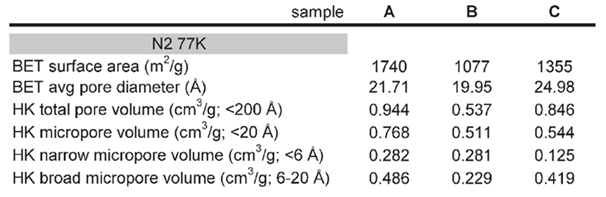 sample A B C
N2 77K
BET surface area (m²/g) 1740 1077 1355
BET avg pore diameter (Å) 21.71 19.95 24.98
HK total pore volume (cm³/g; <200 Å) 0.944 0.537 0.846
HK micropore volume (cm³/g; <20 Å) 0.768 0.511 0.544
HK narrow micropore volume (cm³/g; <6 Å) 0.282 0.281 0.125
HK broad micropore volume (cm³/g; 6-20 Å) 0.486 0.229 0.419